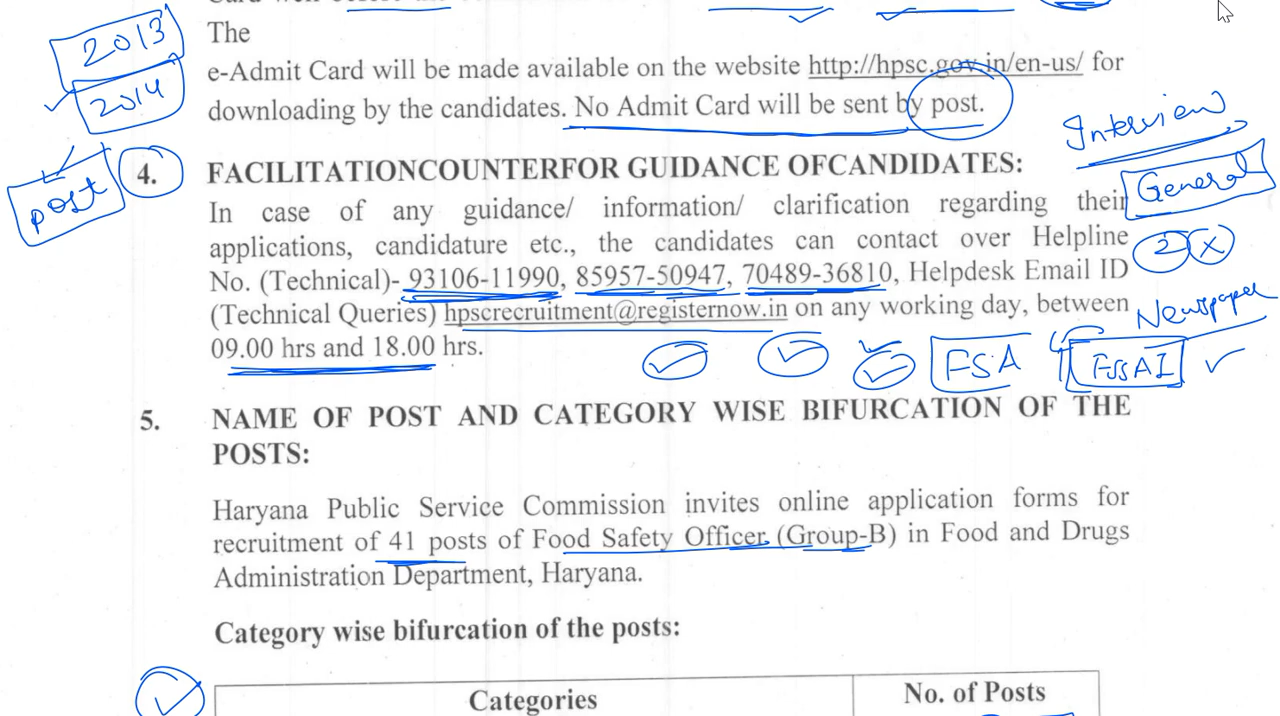 2013
The
e-Admit Card will be made available on the website http://hpsc.gov.in/en-us/ for
2014
downloading by the candidates. No Admit Card will be sent by post.
Interview
post
4. FACILITATIONCOUNTERFOR GUIDANCE OFCANDIDATES:
General
In case of any guidance/ information/ clarification regarding their
applications, candidature etc., the candidates can contact over Helpline
2 X
No. (Technical)- 93106-11990, 85957-50947, 70489-36810, Helpdesk Email ID
(Technical Queries) hpscrecruitment@registernow.in on any working day, between
Newspaper
09.00 hrs and 18.00 hrs.
FSA FSSAI
5. NAME OF POST AND CATEGORY WISE BIFURCATION OF THE
POSTS:
Haryana Public Service Commission invites online application forms for
recruitment of 41 posts of Food Safety Officer (Group-B) in Food and Drugs
Administration Department, Haryana.
Category wise bifurcation of the posts:
Categories No. of Posts